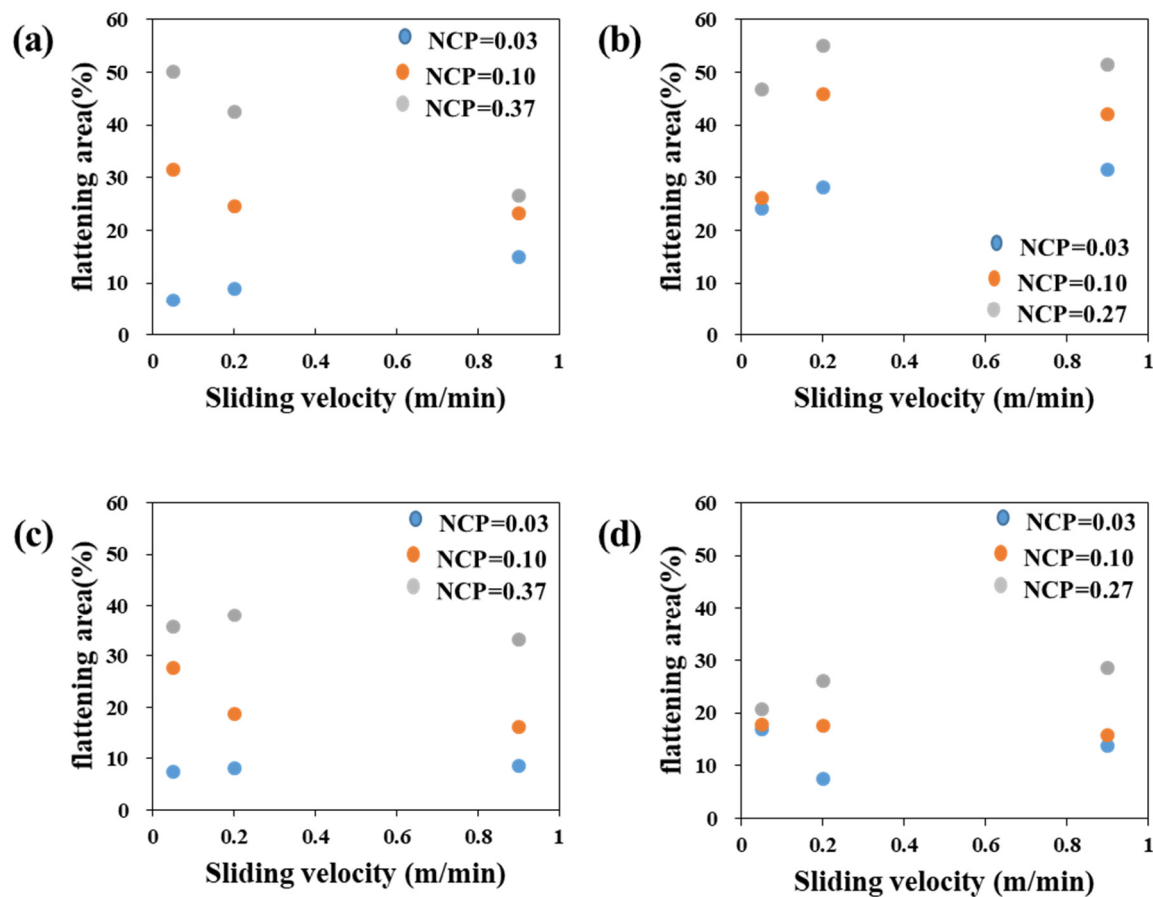 (a)
flattening area(%)
60
50
40
30
20
10
0
NCP=0.03
NCP=0.10
NCP=0.37
0 0.2 0.4 0.6 0.8 1
Sliding velocity (m/min)
(b)
flattening area(%)
60
50
40
30
20
10
0
NCP=0.03
NCP=0.10
NCP=0.27
0 0.2 0.4 0.6 0.8 1
Sliding velocity (m/min)
(c)
flattening area(%)
60
50
40
30
20
10
0
NCP=0.03
NCP=0.10
NCP=0.37
0 0.2 0.4 0.6 0.8 1
Sliding velocity (m/min)
(d)
flattening area(%)
60
50
40
30
20
10
0
NCP=0.03
NCP=0.10
NCP=0.27
0 0.2 0.4 0.6 0.8 1
Sliding velocity (m/min)